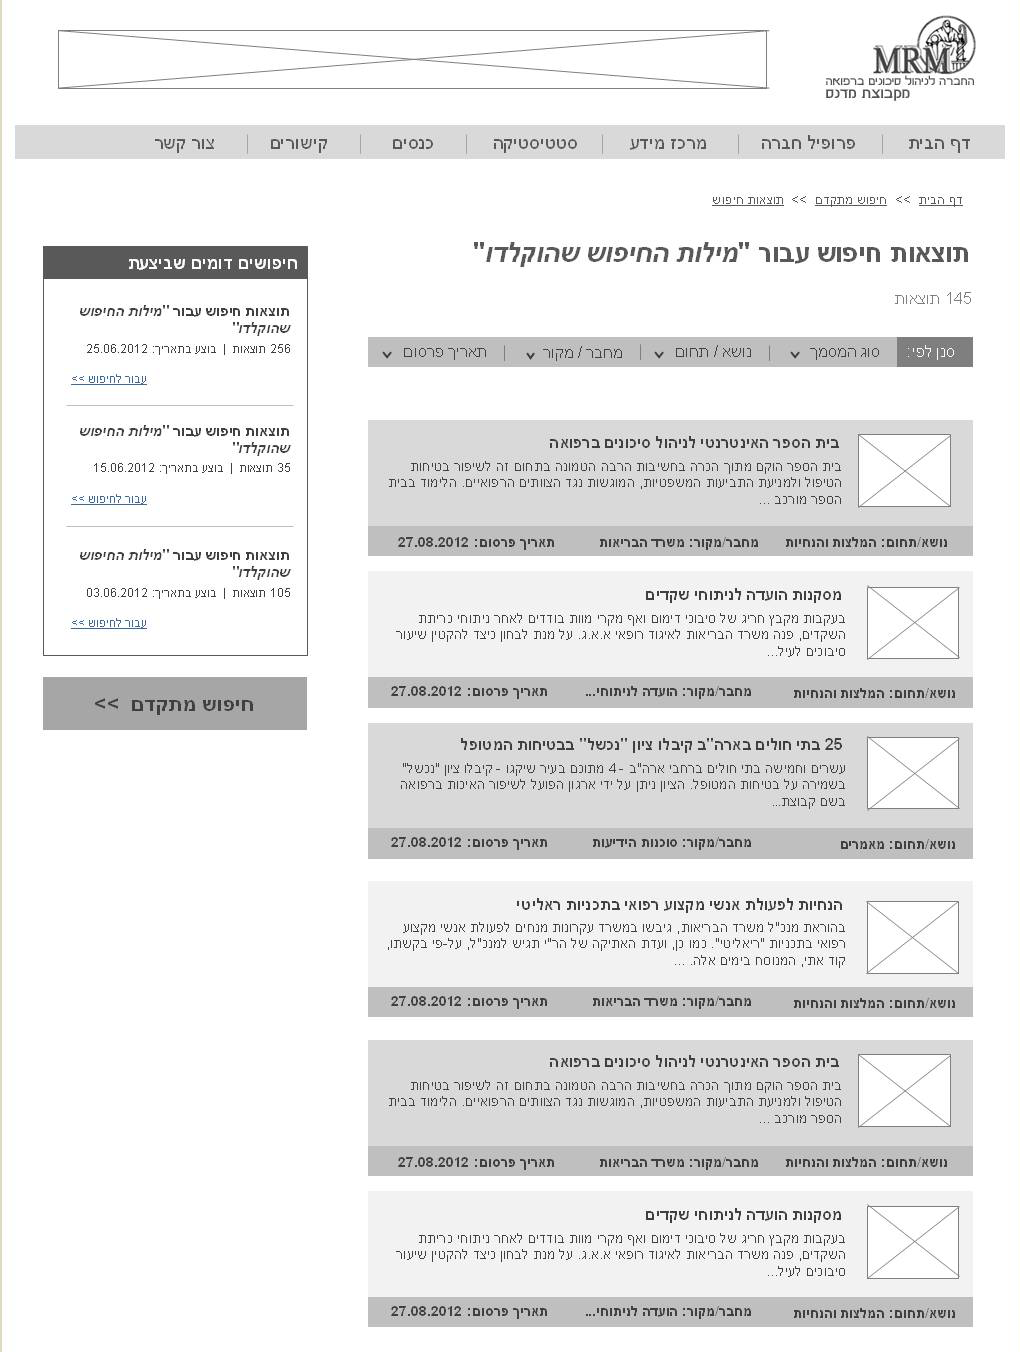 MRM
החברה לניהול סיכונים ברפואה
מקבוצת מדנס
דף הבית
פרופיל חברה
מרכז מידע
סטטיסטיקה
כנסים
קישורים
צור קשר
דף הבית >> חיפוש מתקדם >> תוצאות חיפוש
תוצאות חיפוש עבור "מילות החיפוש שהוקלדו"
145 תוצאות
סנן לפי:
סוג המסמך
נושא / תחום
מחבר / מקור
תאריך פרסום
בית הספר האינטרנטי לניהול סיכונים ברפואה
בית הספר הוקם מתוך הכרה בחשיבות הרבה הטמונה בתחום זה לשיפור בטיחות
הטיפול ולמניעת התביעות המשפטיות, המוגשות נגד הצוותים הרפואיים. הלימוד בבית
הספר מורכב ...
נושא/תחום: המלצות והנחיות מחבר/מקור: משרד הבריאות תאריך פרסום: 27.08.2012
מסקנות הועדה לניתוחי שקדים
בעקבות מקבץ חריג של סיבוכי דימום ואף מקרי מוות בודדים לאחר ניתוחי כריתת
השקדים, פנה משרד הבריאות לאיגוד רופאי א.א.ג. על מנת לבחון כיצד להקטין שיעור
סיבוכים לעיל...
נושא/תחום: המלצות והנחיות מחבר/מקור: הועדה לניתוחי... תאריך פרסום: 27.08.2012
25 בתי חולים בארה"ב קיבלו ציון "נכשל" בבטיחות המטופל
עשרים וחמישה בתי חולים ברחבי ארה"ב - 4 מתוכם בעיר שיקגו - קיבלו ציון "נכשל"
בשמירה על בטיחות המטופל. הציון ניתן על ידי ארגון הפועל לשיפור האיכות ברפואה
בשם קבוצת...
נושא/תחום: מאמרים מחבר/מקור: סוכנות הידיעות תאריך פרסום: 27.08.2012
הנחיות לפעולת אנשי מקצוע רפואי בתכניות ראליטי
בהוראת מנכ"ל משרד הבריאות, גיבשו במשרד עקרונות מנחים לפעולת אנשי מקצוע
רפואי בתכניות "ריאליטי". כמו כן, ועדת האתיקה של הר"י תגיש למנכ"ל, על-פי בקשתו,
קוד אתי, המנוסח בימים אלה. ...
נושא/תחום: המלצות והנחיות מחבר/מקור: משרד הבריאות תאריך פרסום: 27.08.2012
בית הספר האינטרנטי לניהול סיכונים ברפואה
בית הספר הוקם מתוך הכרה בחשיבות הרבה הטמונה בתחום זה לשיפור בטיחות
הטיפול ולמניעת התביעות המשפטיות, המוגשות נגד הצוותים הרפואיים. הלימוד בבית
הספר מורכב ...
נושא/תחום: המלצות והנחיות מחבר/מקור: משרד הבריאות תאריך פרסום: 27.08.2012
מסקנות הועדה לניתוחי שקדים
בעקבות מקבץ חריג של סיבוכי דימום ואף מקרי מוות בודדים לאחר ניתוחי כריתת
השקדים, פנה משרד הבריאות לאיגוד רופאי א.א.ג. על מנת לבחון כיצד להקטין שיעור
סיבוכים לעיל...
נושא/תחום: המלצות והנחיות מחבר/מקור: הועדה לניתוחי... תאריך פרסום: 27.08.2012
חיפושים דומים שביצעת
תוצאות חיפוש עבור "מילות החיפוש
שהוקלדו"
256 תוצאות | בוצע בתאריך: 25.06.2012
עבור לחיפוש >>
תוצאות חיפוש עבור "מילות החיפוש
שהוקלדו"
35 תוצאות | בוצע בתאריך: 15.06.2012
עבור לחיפוש >>
תוצאות חיפוש עבור "מילות החיפוש
שהוקלדו"
105 תוצאות | בוצע בתאריך: 03.06.2012
עבור לחיפוש >>
חיפוש מתקדם >>